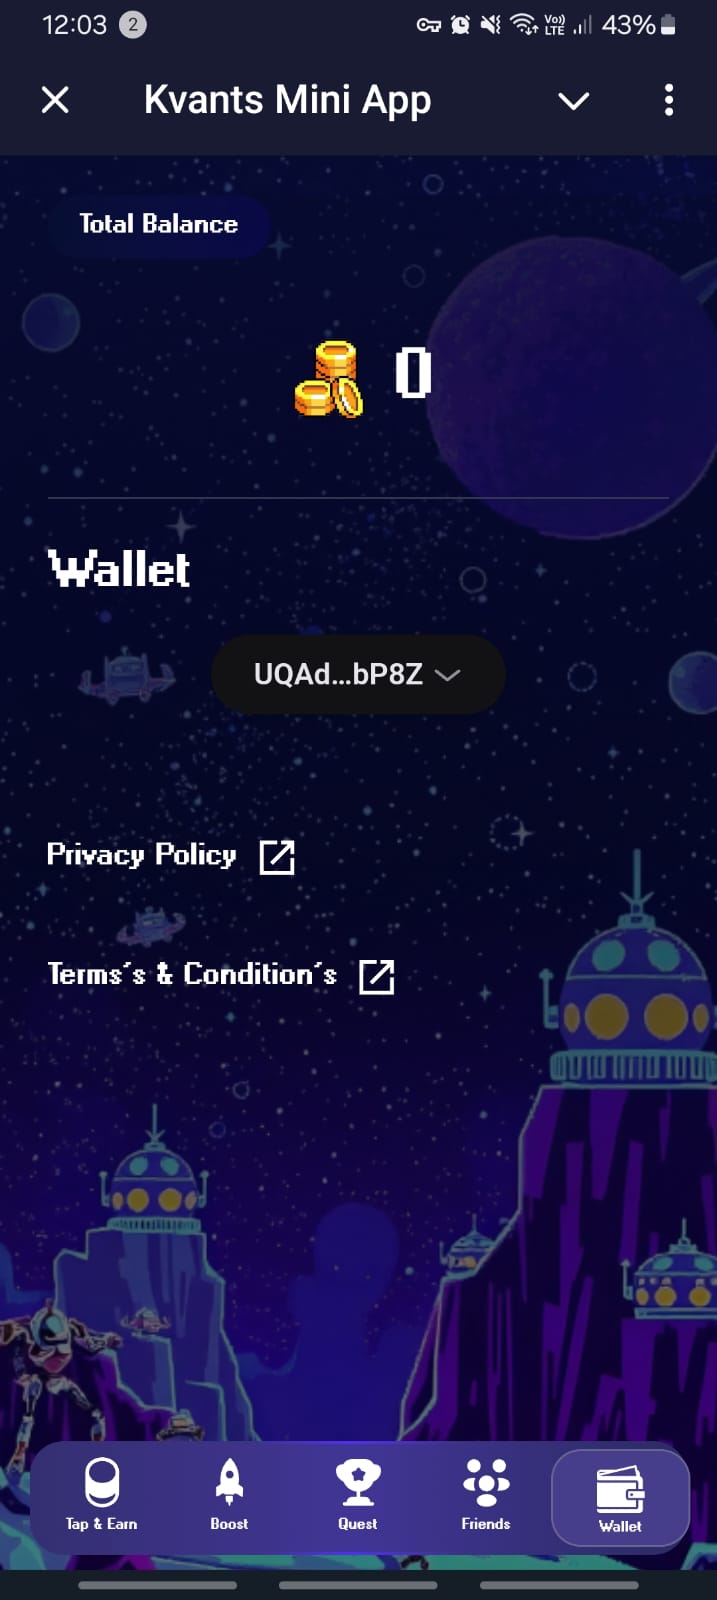 12:03 2 Vo)) LTE 43%
Kvants Mini App
Total Balance
0
Wallet
UQAd...bP8Z
Privacy Policy
Terms's & Condition's
Tap & Earn Boost Quest Friends Wallet